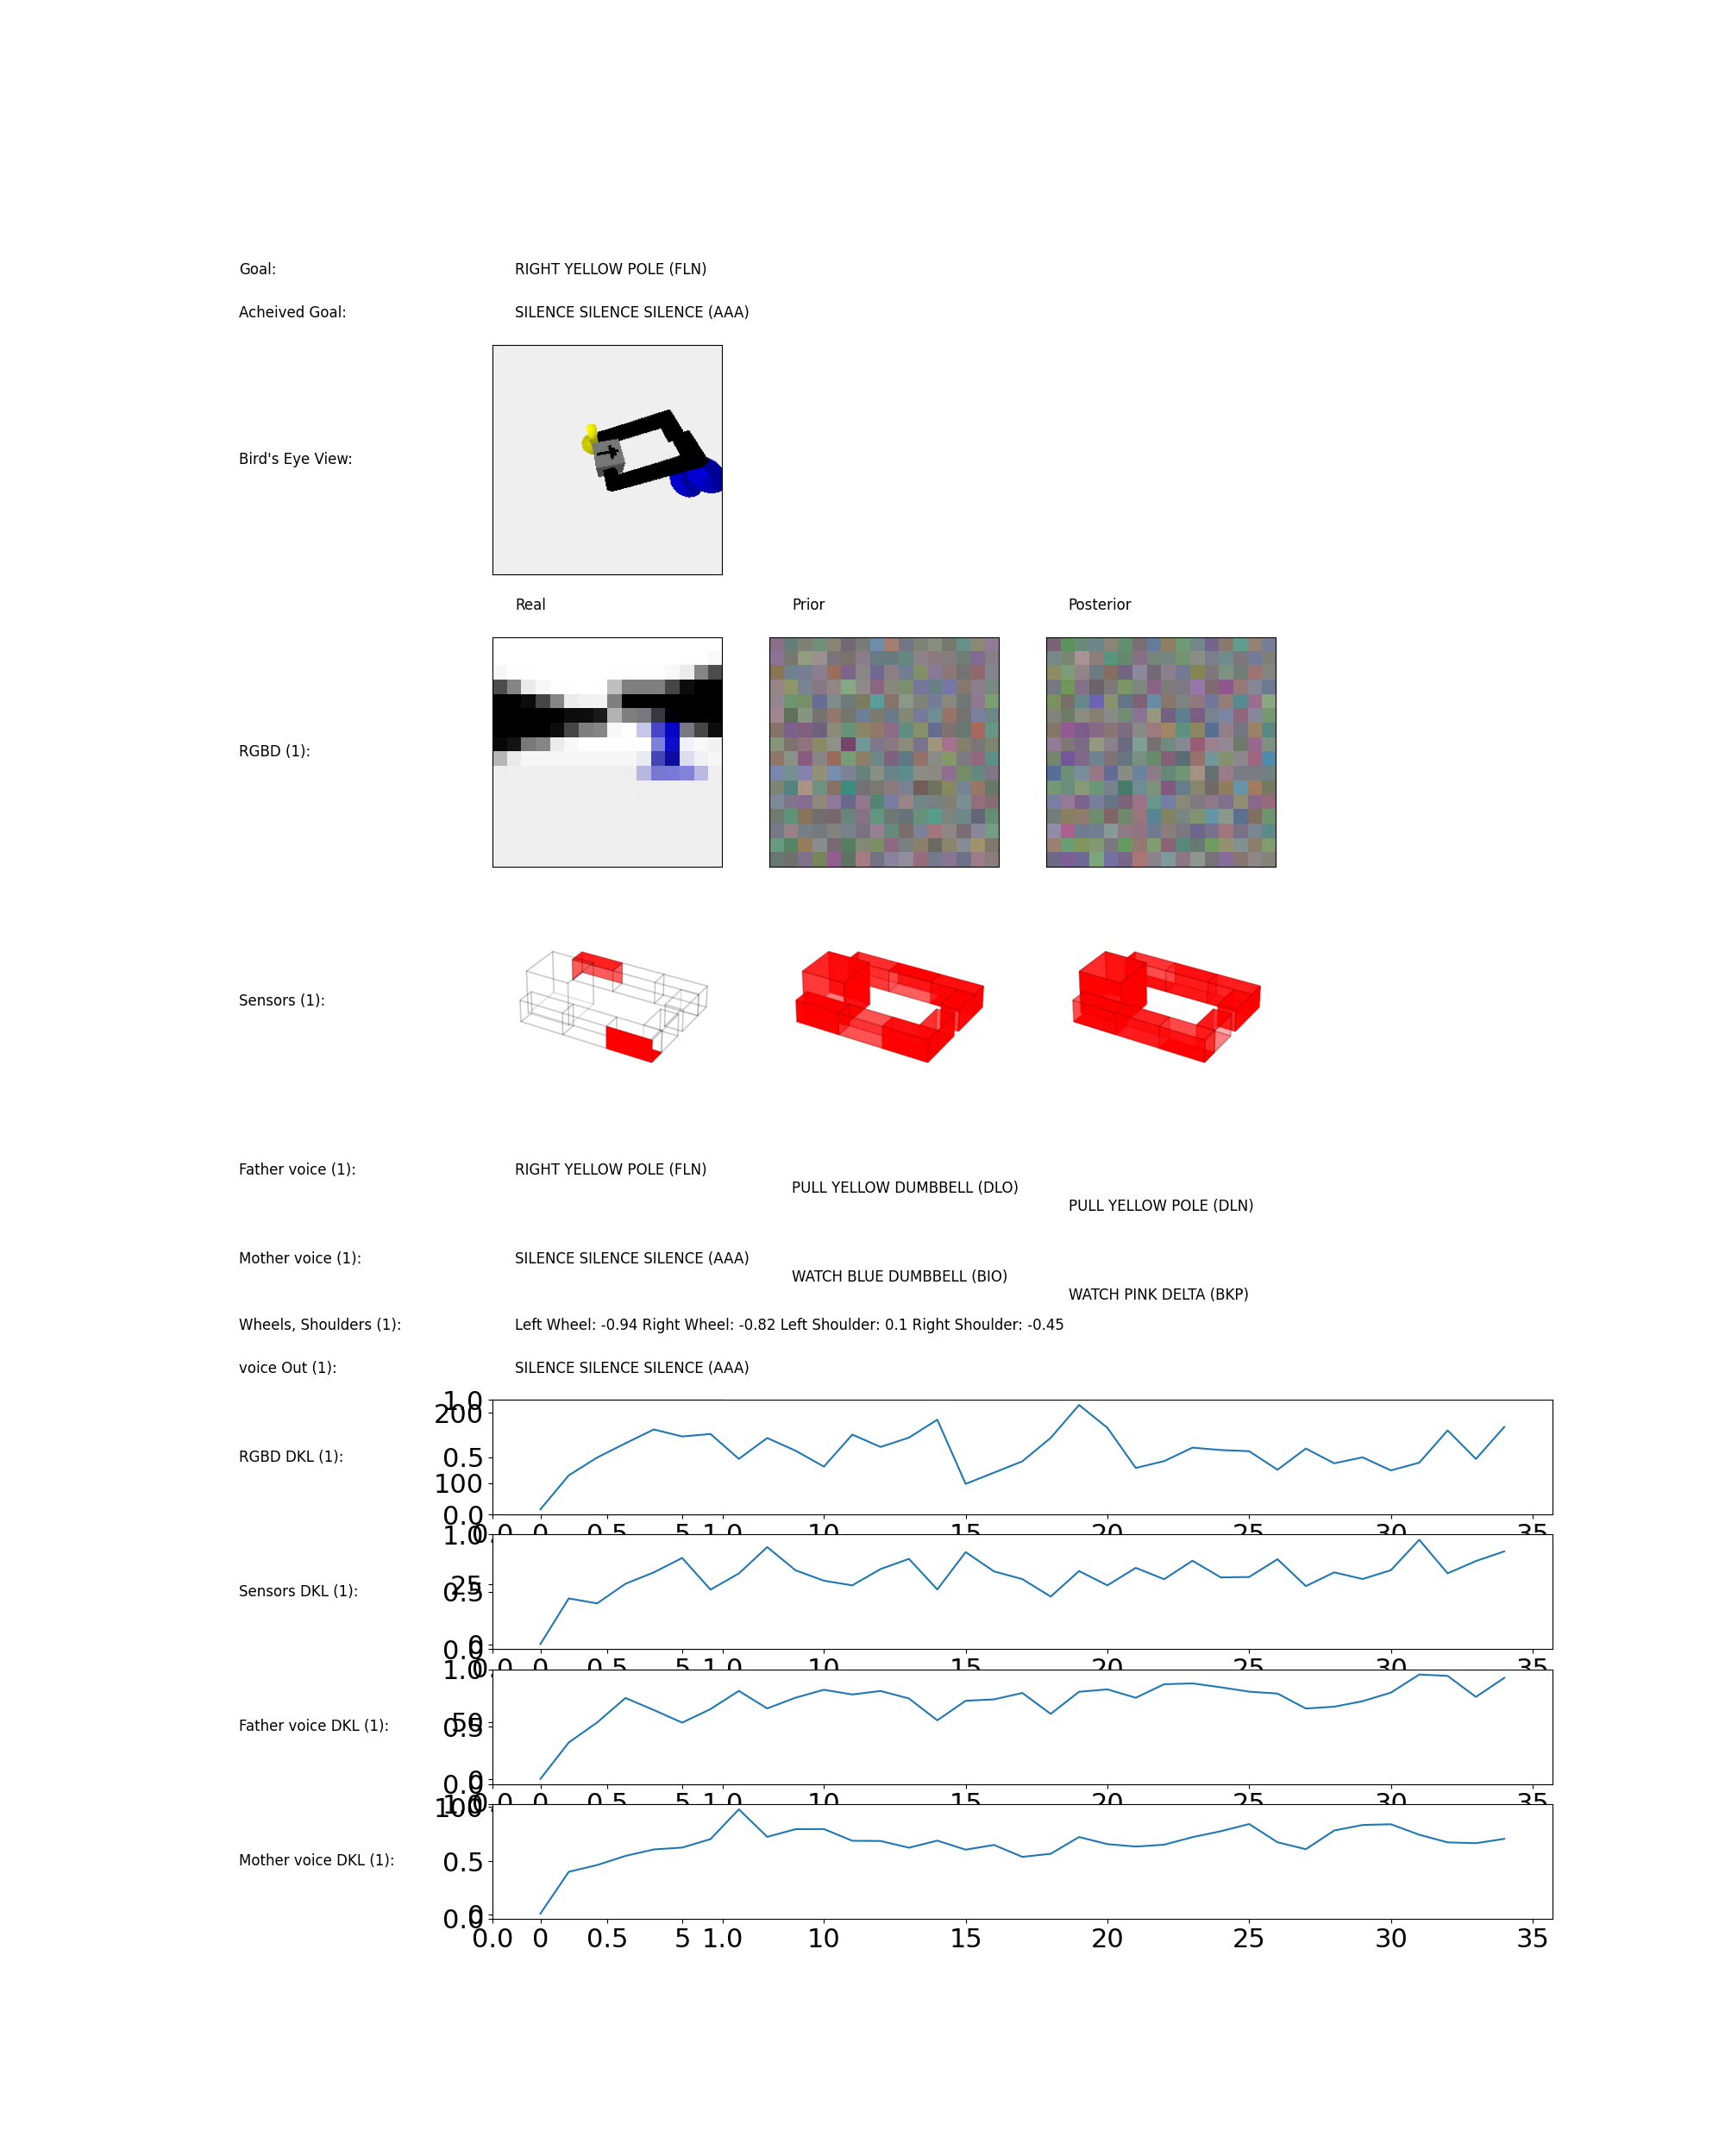 Goal: RIGHT YELLOW POLE (FLN)
Acheived Goal: SILENCE SILENCE SILENCE (AAA)
Bird's Eye View:
Real Prior Posterior
RGBD (1):
Sensors (1):
Father voice (1): RIGHT YELLOW POLE (FLN)
PULL YELLOW DUMBBELL (DLO)
PULL YELLOW POLE (DLN)
Mother voice (1): SILENCE SILENCE SILENCE (AAA)
WATCH BLUE DUMBBELL (BIO)
WATCH PINK DELTA (BKP)
Wheels, Shoulders (1): Left Wheel: -0.94 Right Wheel: -0.82 Left Shoulder: 0.1 Right Shoulder: -0.45
voice Out (1): SILENCE SILENCE SILENCE (AAA)
1.0
200
RGBD DKL (1): 0.5
100
0.0
0.0 0 0.5 5 1.0 10 15 20 25 30 35
1.0
25
Sensors DKL (1): 0.5
0
0.0
0.0 0 0.5 5 1.0 10 15 20 25 30 35
1.0
50
Father voice DKL (1): 0.5
0
0.0
0.0 0 0.5 5 1.0 10 15 20 25 30 35
1.0
100
Mother voice DKL (1): 0.5
0
0.0
0.0 0 0.5 5 1.0 10 15 20 25 30 35